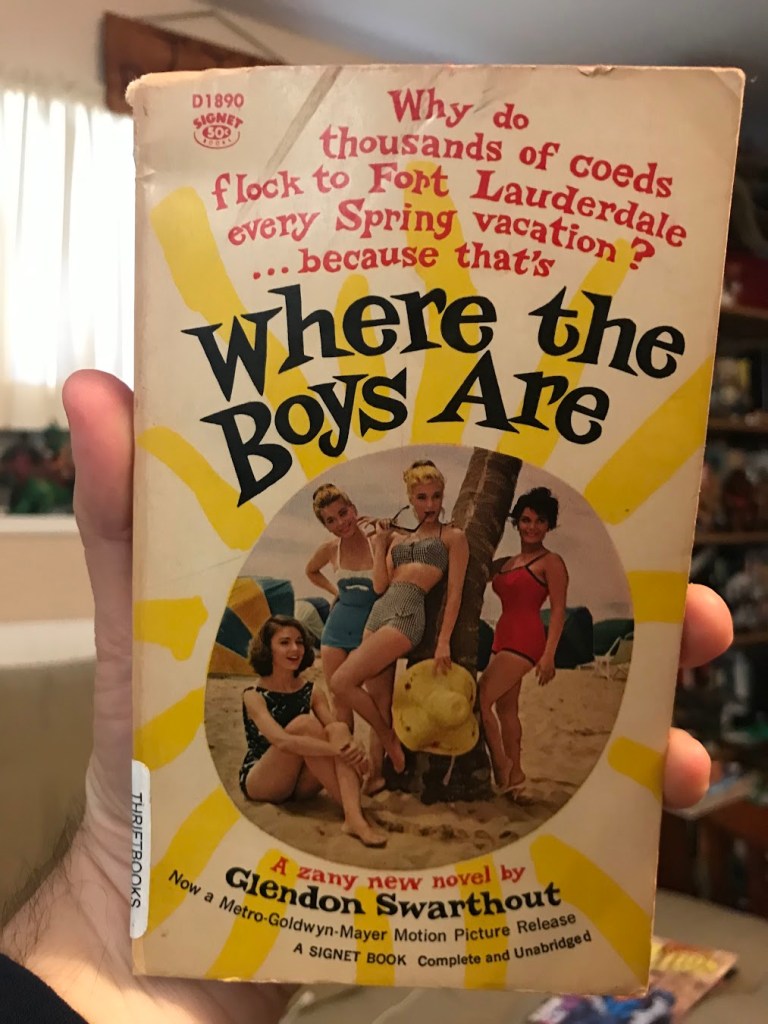 D1890
SIGNET
50¢
BOOKS
Why do
thousands of coeds
flock to Fort Lauderdale
every Spring vacation?
...because that's
Where the
Boys Are
A zany new novel by
Glendon Swarthout
Now a Metro-Goldwyn-Mayer Motion Picture Release
A SIGNET BOOK Complete and Unabridged
THRIFTBOOKS